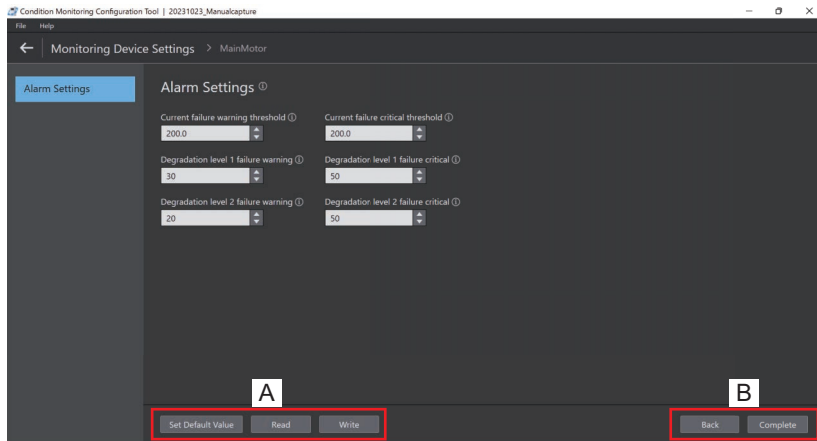 Condition Monitoring Configuration Tool | 20231023_Manualcapture
File Help
Monitoring Device Settings > MainMotor
Alarm Settings
Alarm Settings
Current failure warning threshold Current failure critical threshold
200.0 200.0
Degradation level 1 failure warning Degradation level 1 failure critical
30 50
Degradation level 2 failure warning Degradation level 2 failure critical
20 50
A B
Set Default Value Read Write Back Complete